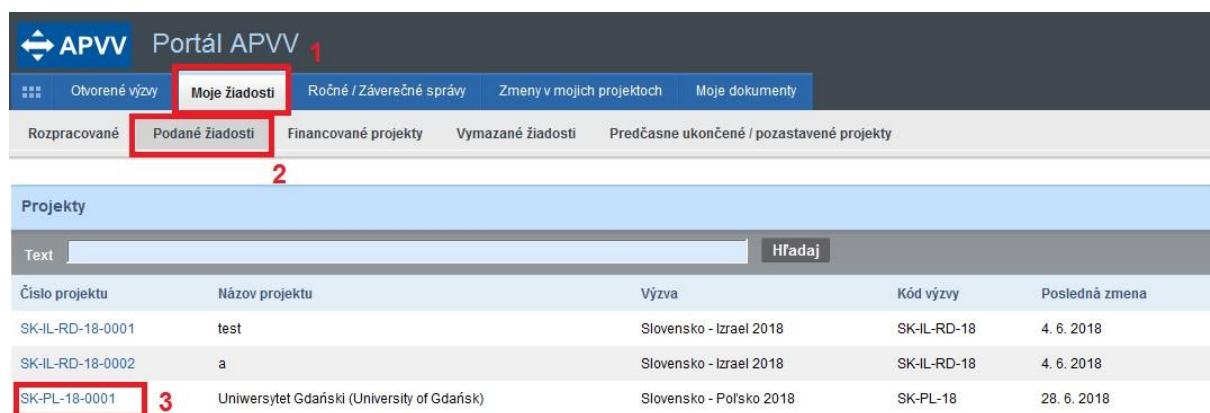 APVV Portál APVV 1
Otvorené výzvy Moje žiadosti Ročné / Záverečné správy Zmeny v mojich projektoch Moje dokumenty
Rozpracované Podané žiadosti Financované projekty Vymazané žiadosti Predčasne ukončené / pozastavené projekty
2
Projekty
Text Hľadaj
Číslo projektu Názov projektu Výzva Kód výzvy Posledná zmena
SK-IL-RD-18-0001 test Slovensko - Izrael 2018 SK-IL-RD-18 4. 6. 2018
SK-IL-RD-18-0002 a Slovensko - Izrael 2018 SK-IL-RD-18 4. 6. 2018
SK-PL-18-0001 3 Uniwersytet Gdański (University of Gdańsk) Slovensko - Poľsko 2018 SK-PL-18 28. 6. 2018